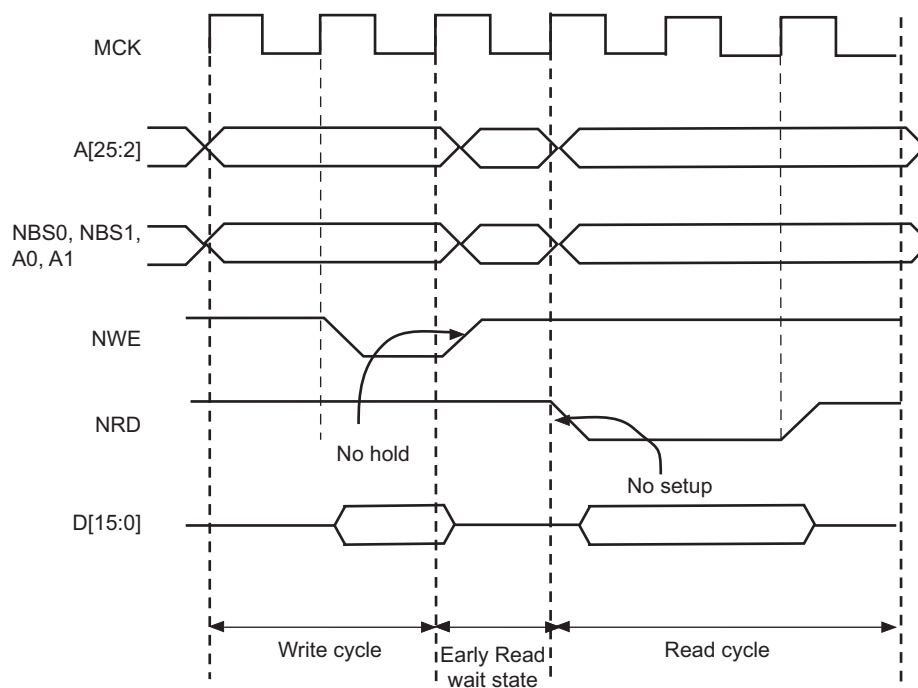 MCK
A[25:2]
NBS0, NBS1,
A0, A1
NWE
NRD
No hold
No setup
D[15:0]
Write cycle
Early Read
wait state
Read cycle